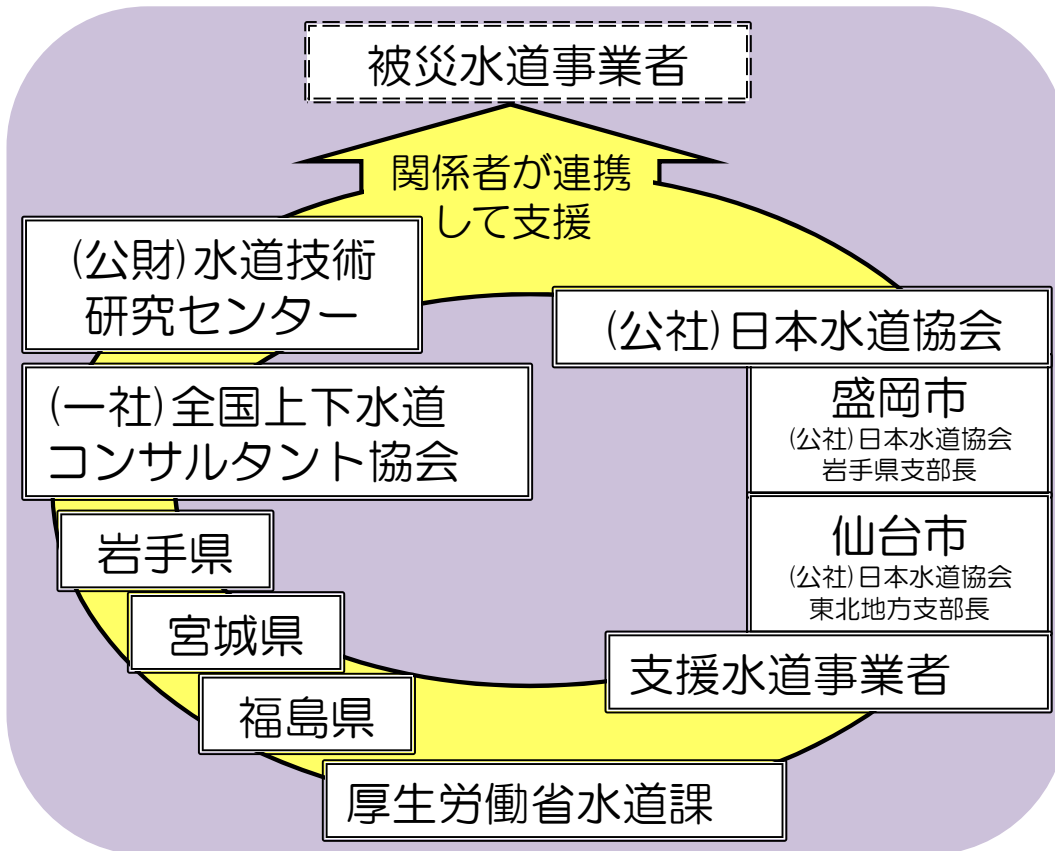 被災水道事業者
関係者が連携
して支援
(公財)水道技術
研究センター
(公社)日本水道協会
(一社)全国上下水道
コンサルタント協会
盛岡市
(公社)日本水道協会
岩手県支部長
仙台市
(公社)日本水道協会
東北地方支部長
岩手県
宮城県
福島県
支援水道事業者
厚生労働省水道課